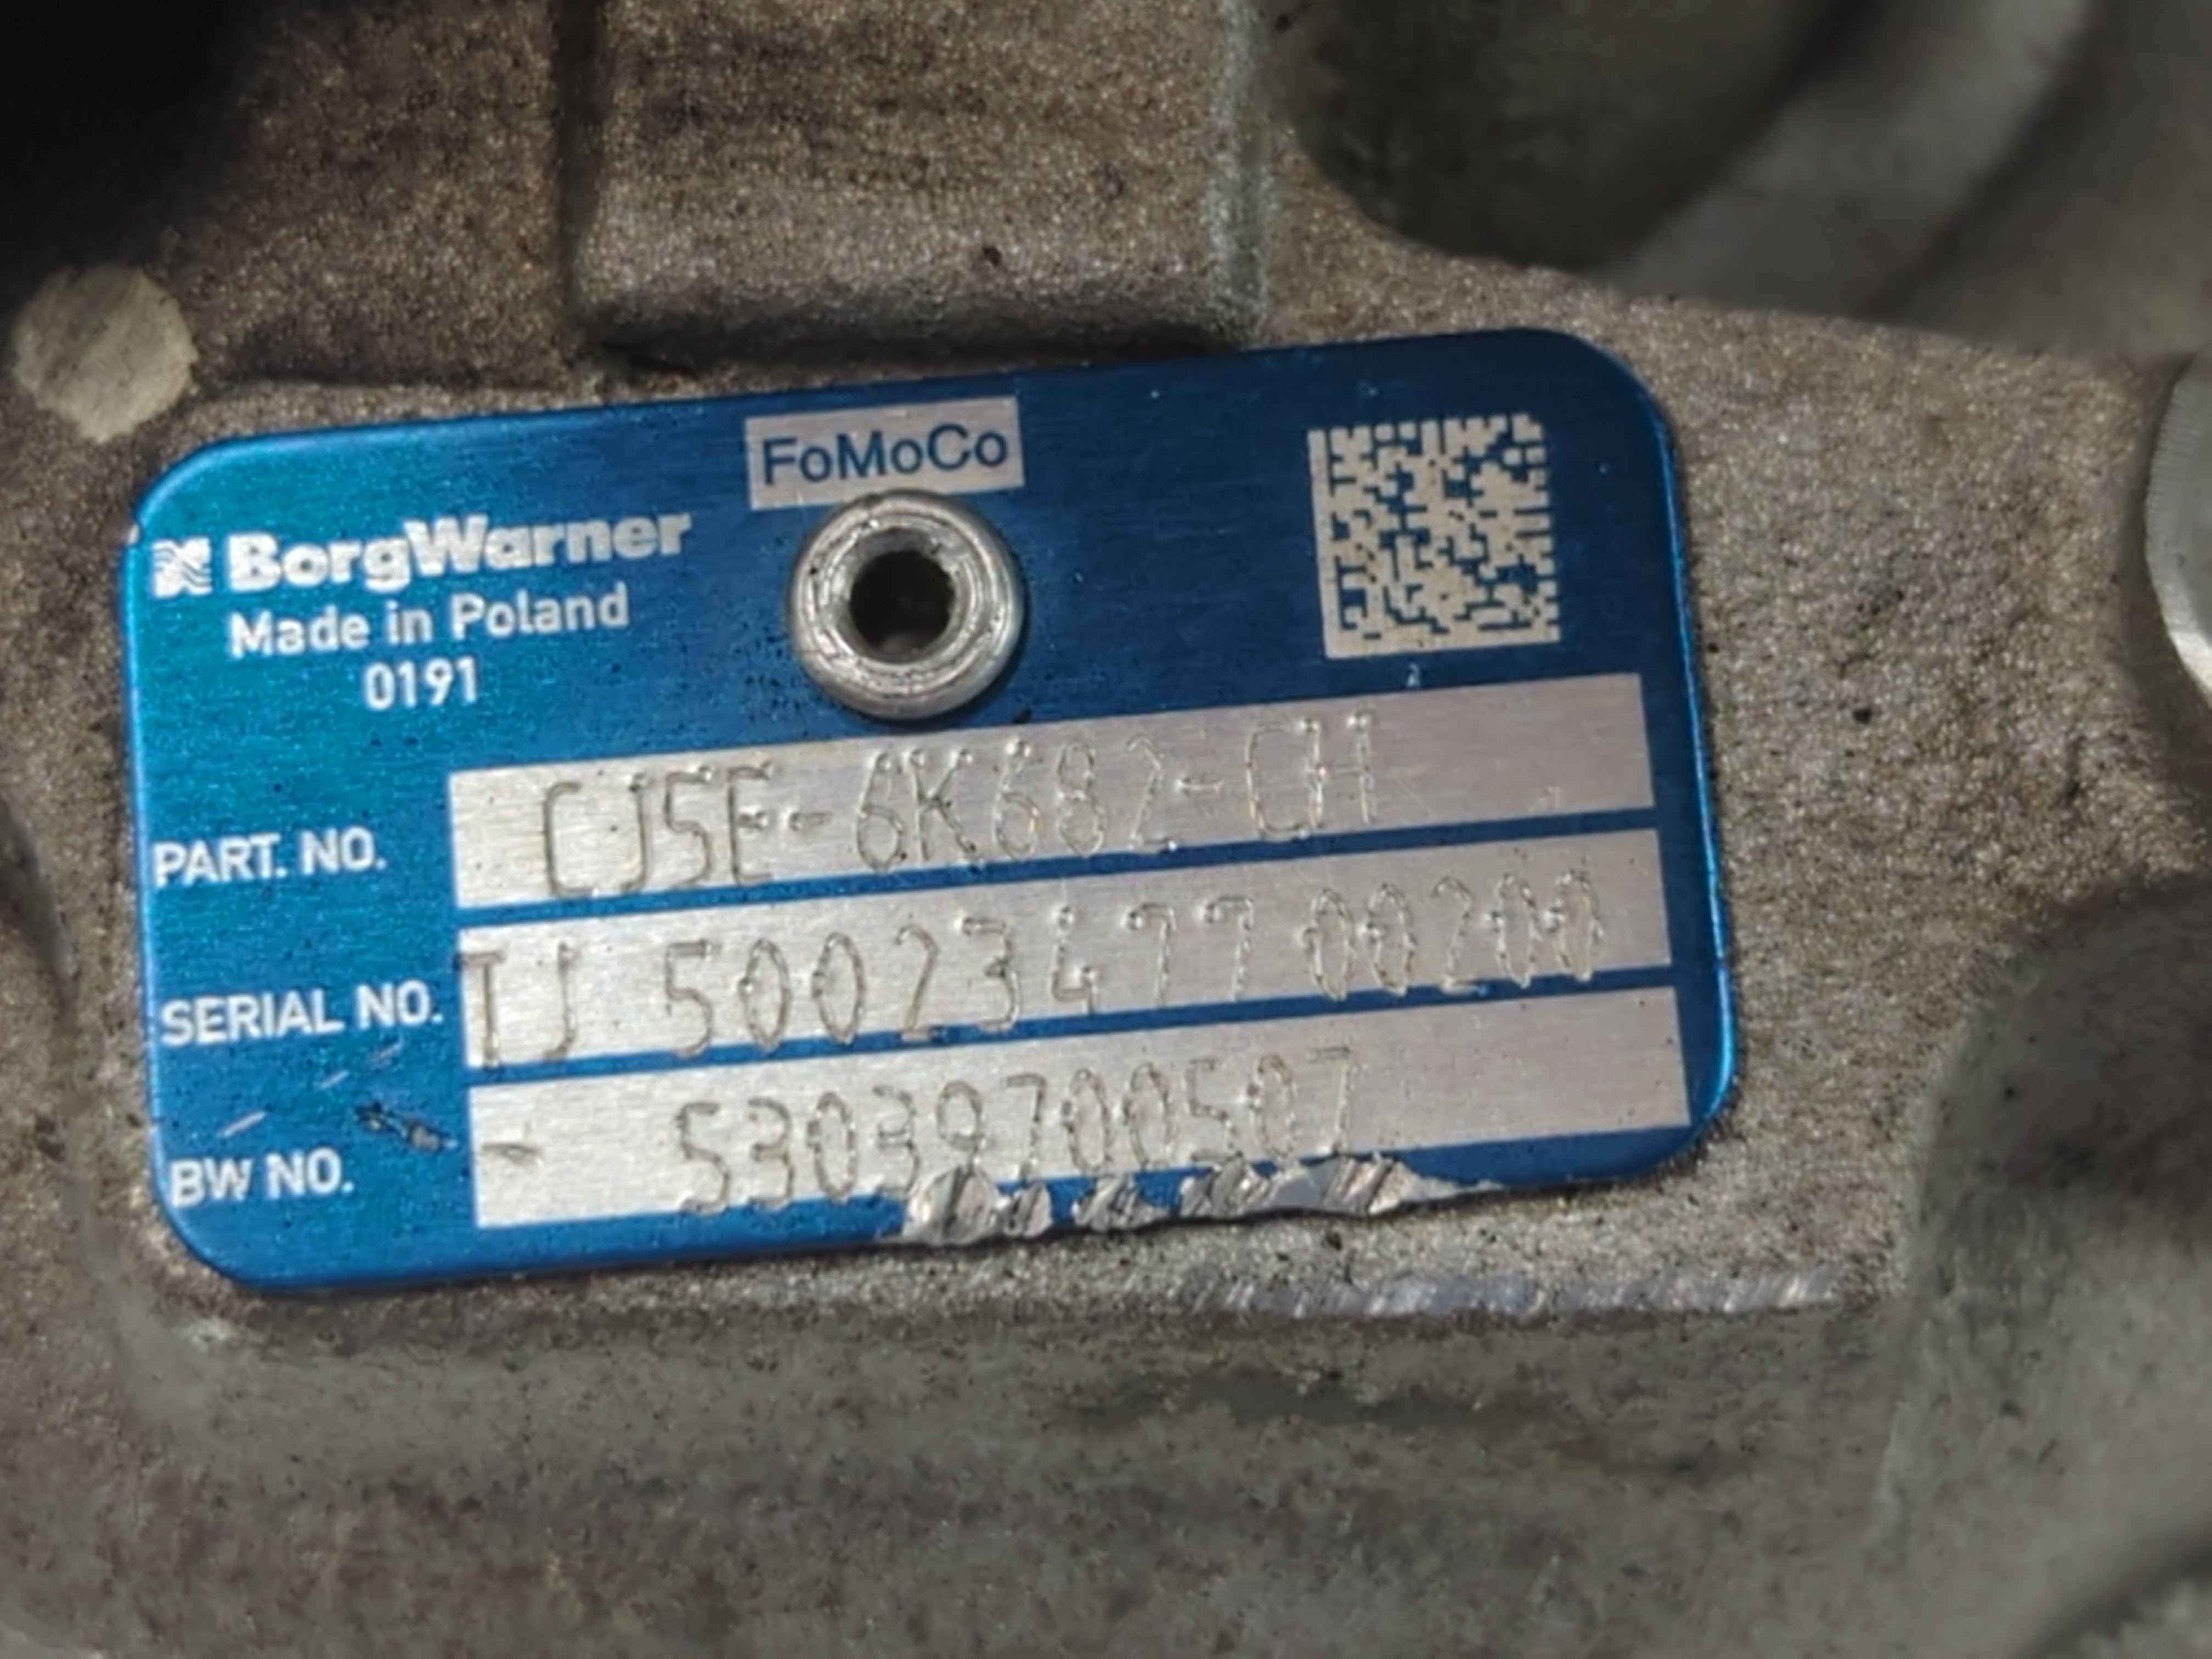 FoMoCo
BorgWarner
Made in Poland
0191
PART. NO. CJ5E-6K682-CH
SERIAL NO. TJ 50023477 00200
BW NO. - 53039700507